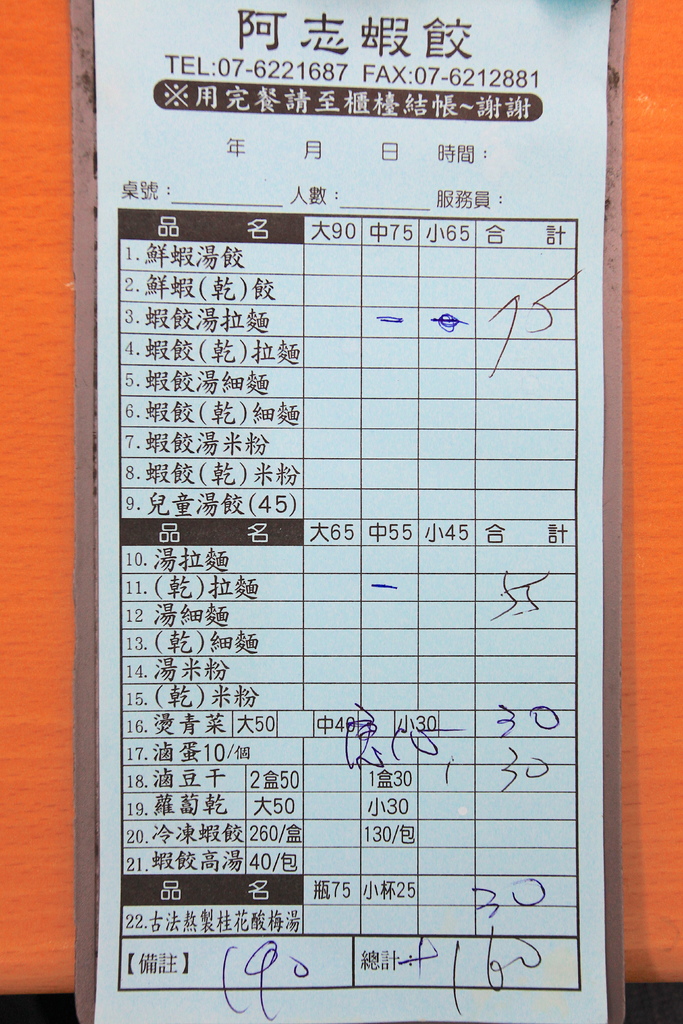 阿志蝦餃
TEL:07-6221687 FAX:07-6212881
※用完餐請至櫃檯結帳~謝謝
年 月 日 時間：
桌號： 人數： 服務員：
品 名 大90 中75 小65 合 計
1.鮮蝦湯餃
2.鮮蝦(乾)餃
3.蝦餃湯拉麵 一 75
4.蝦餃(乾)拉麵
5.蝦餃湯細麵
6.蝦餃(乾)細麵
7.蝦餃湯米粉
8.蝦餃(乾)米粉
9.兒童湯餃(45)
品 名 大65 中55 小45 合 計
10.湯拉麵
11.(乾)拉麵 一 55
12 湯細麵
13.(乾)細麵
14.湯米粉
15.(乾)米粉
16.燙青菜 大50 中40 小30 30
17.滷蛋10/個
18.滷豆干 2盒50 1盒30 30
19.蘿蔔乾 大50 小30
20.冷凍蝦餃 260/盒 130/包
21.蝦餃高湯 40/包
品 名 瓶75 小杯25 30
22.古法熬製桂花酸梅湯
【備註】 190 總計 160